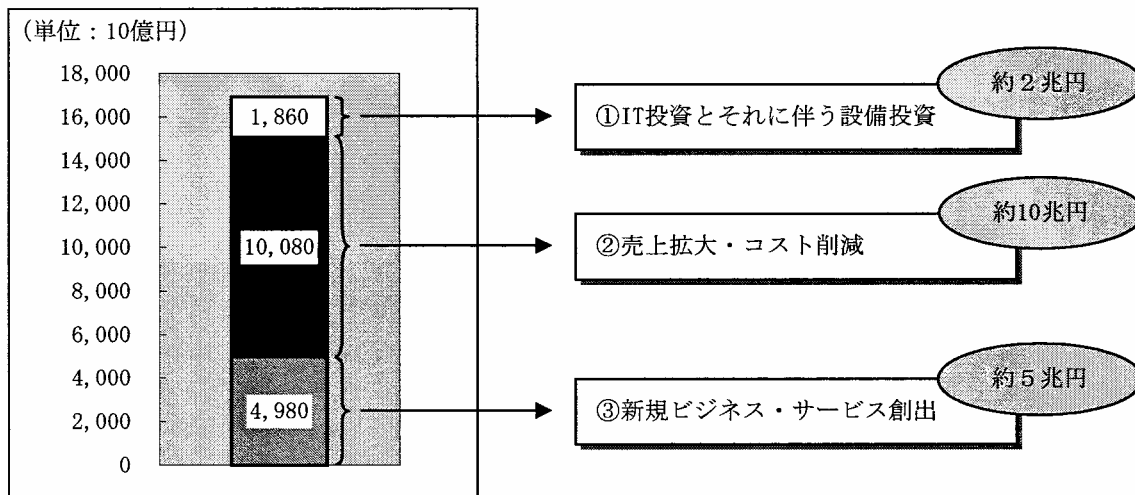 (単位:10億円)
18,000
16,000
14,000
12,000
10,000
8,000
6,000
4,000
2,000
0
1,860
10,080
4,980
約2兆円
①IT投資とそれに伴う設備投資
約10兆円
②売上拡大・コスト削減
約5兆円
③新規ビジネス・サービス創出